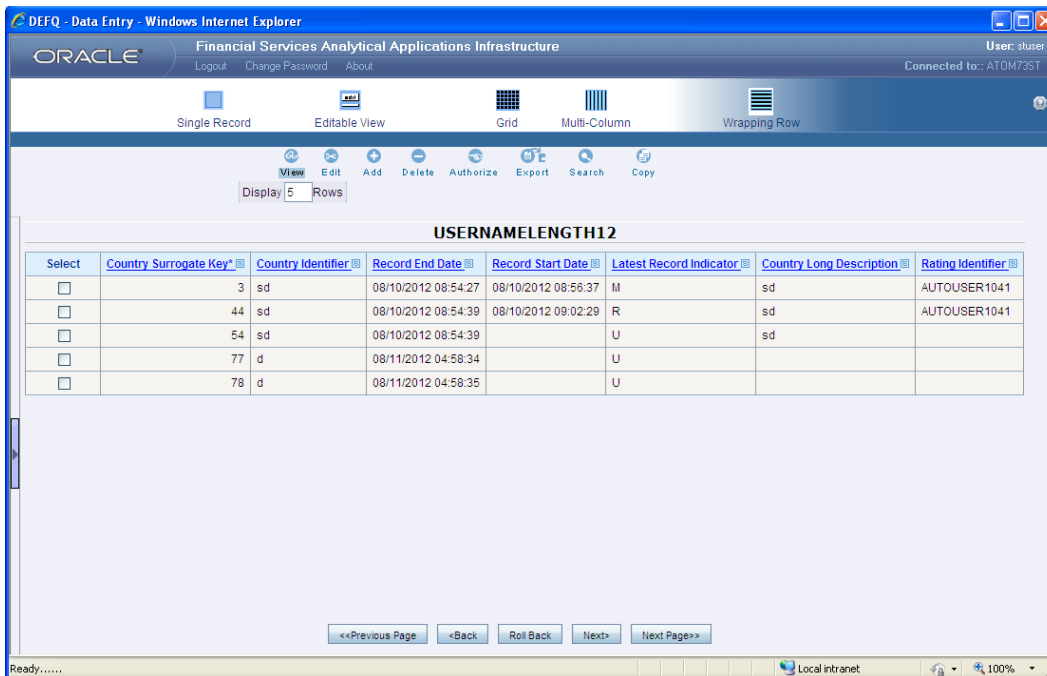 DEFQ - Data Entry - Windows Internet Explorer
ORACLE
Financial Services Analytical Applications Infrastructure
User: stuser
Logout Change Password About
Connected to:: ATOM73ST
Single Record Editable View Grid Multi-Column Wrapping Row
View Edit Add Delete Authorize Export Search Copy
Display 5 Rows
USERNAMELENGTH12
Select Country Surrogate Key* Country Identifier Record End Date Record Start Date Latest Record Indicator Country Long Description Rating Identifier
3 sd 08/10/2012 08:54:27 08/10/2012 08:56:37 M sd AUTOUSER1041
44 sd 08/10/2012 08:54:39 08/10/2012 09:02:29 R sd AUTOUSER1041
54 sd 08/10/2012 08:54:39 U sd
77 d 08/11/2012 04:58:34 U
78 d 08/11/2012 04:58:35 U
<<Previous Page <Back Roll Back Next> Next Page>>
Ready...... Local intranet 100%